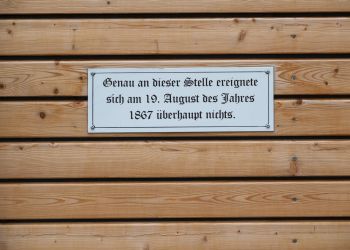 Genau an dieser Stelle ereignete
sich am 19. August des Jahres
1867 überhaupt nichts.